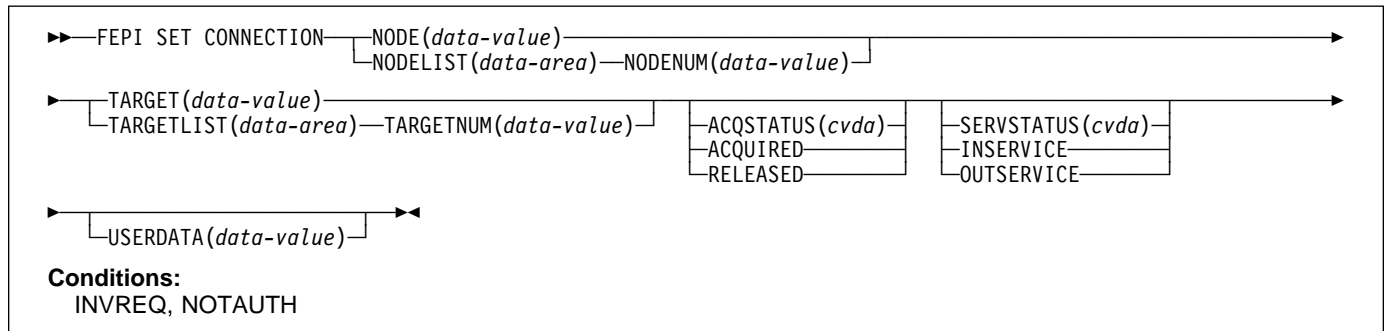 FEPI SET CONNECTION NODE(data-value)
NODELIST(data-area) NODENUM(data-value)
TARGET(data-value)
TARGETLIST(data-area) TARGETNUM(data-value) ACQSTATUS(cvda) SERVSTATUS(cvda)
ACQUIRED INSERVICE
RELEASED OUTSERVICE
USERDATA(data-value)
Conditions:
INVREQ, NOTAUTH